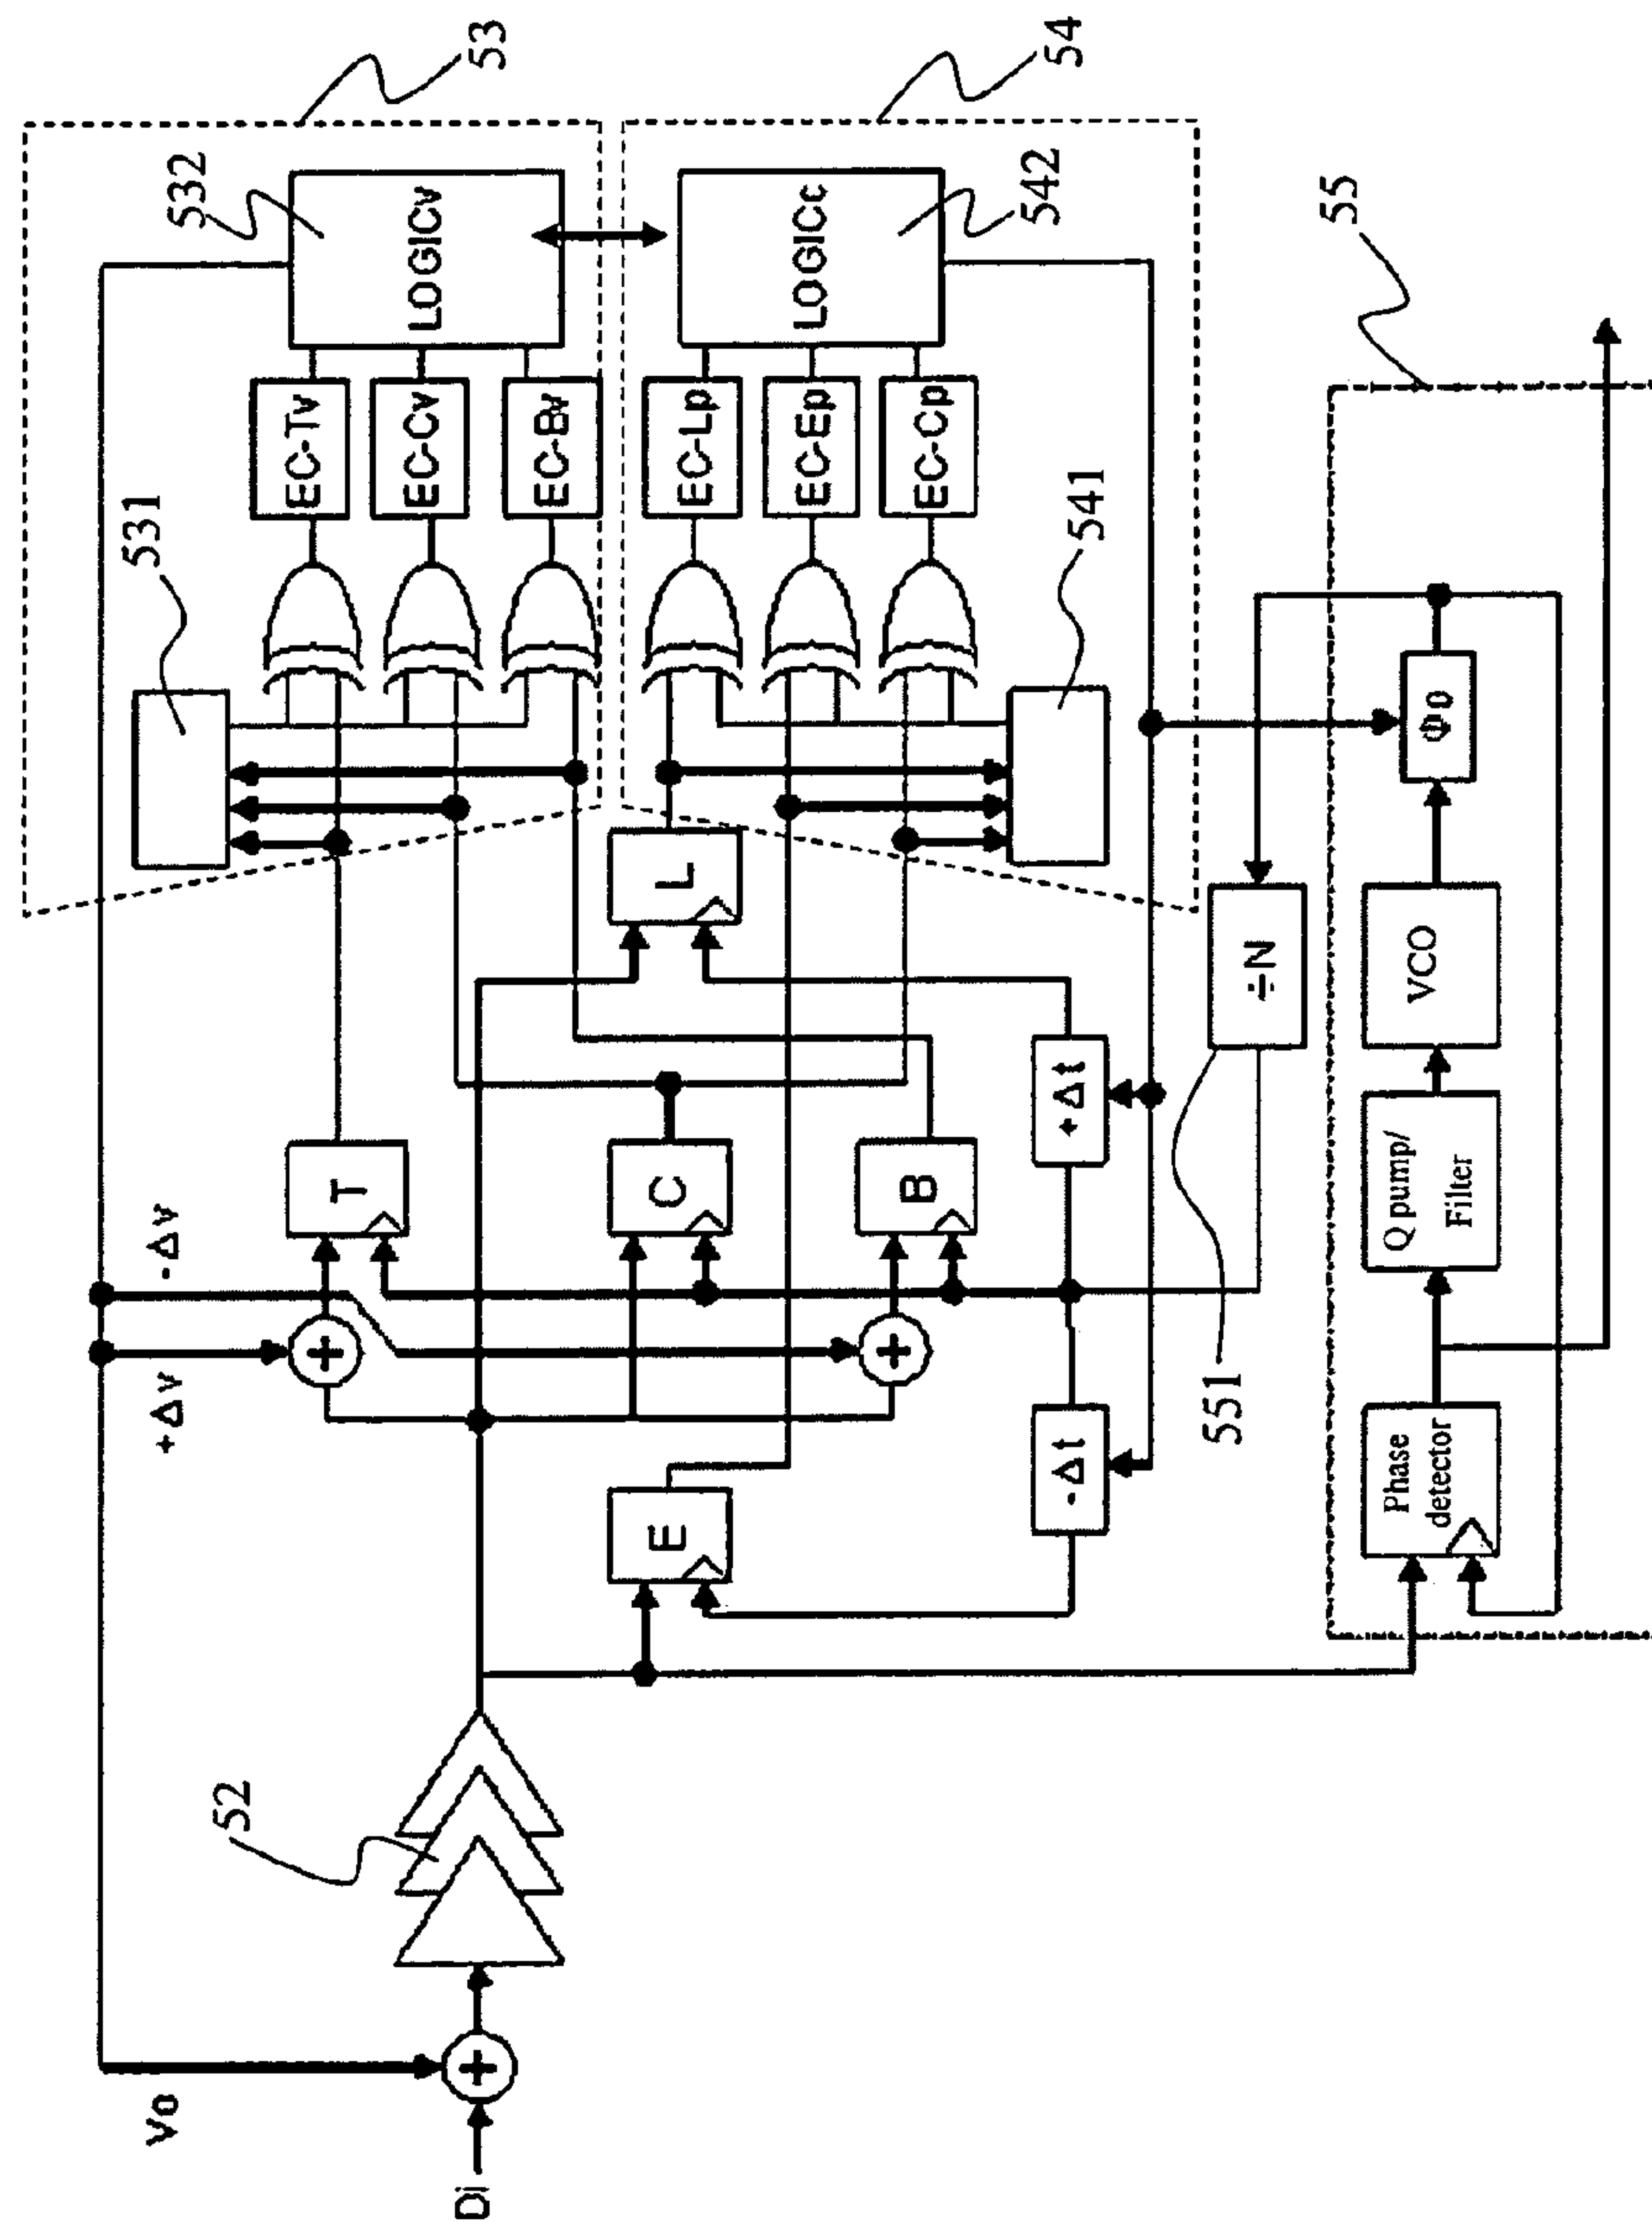 Di
Vo
52
+Δv
-Δv
T
E
C
B
L
-Δt
+Δt
531
532
53
EC-Tv
EC-Cv
EC-Bv
LOGICv
EC-Lp
EC-Ep
EC-Cp
LOGICc
541
542
54
551
÷N
55
Phase
detector
Q pump/
Filter
VCO
Φ0